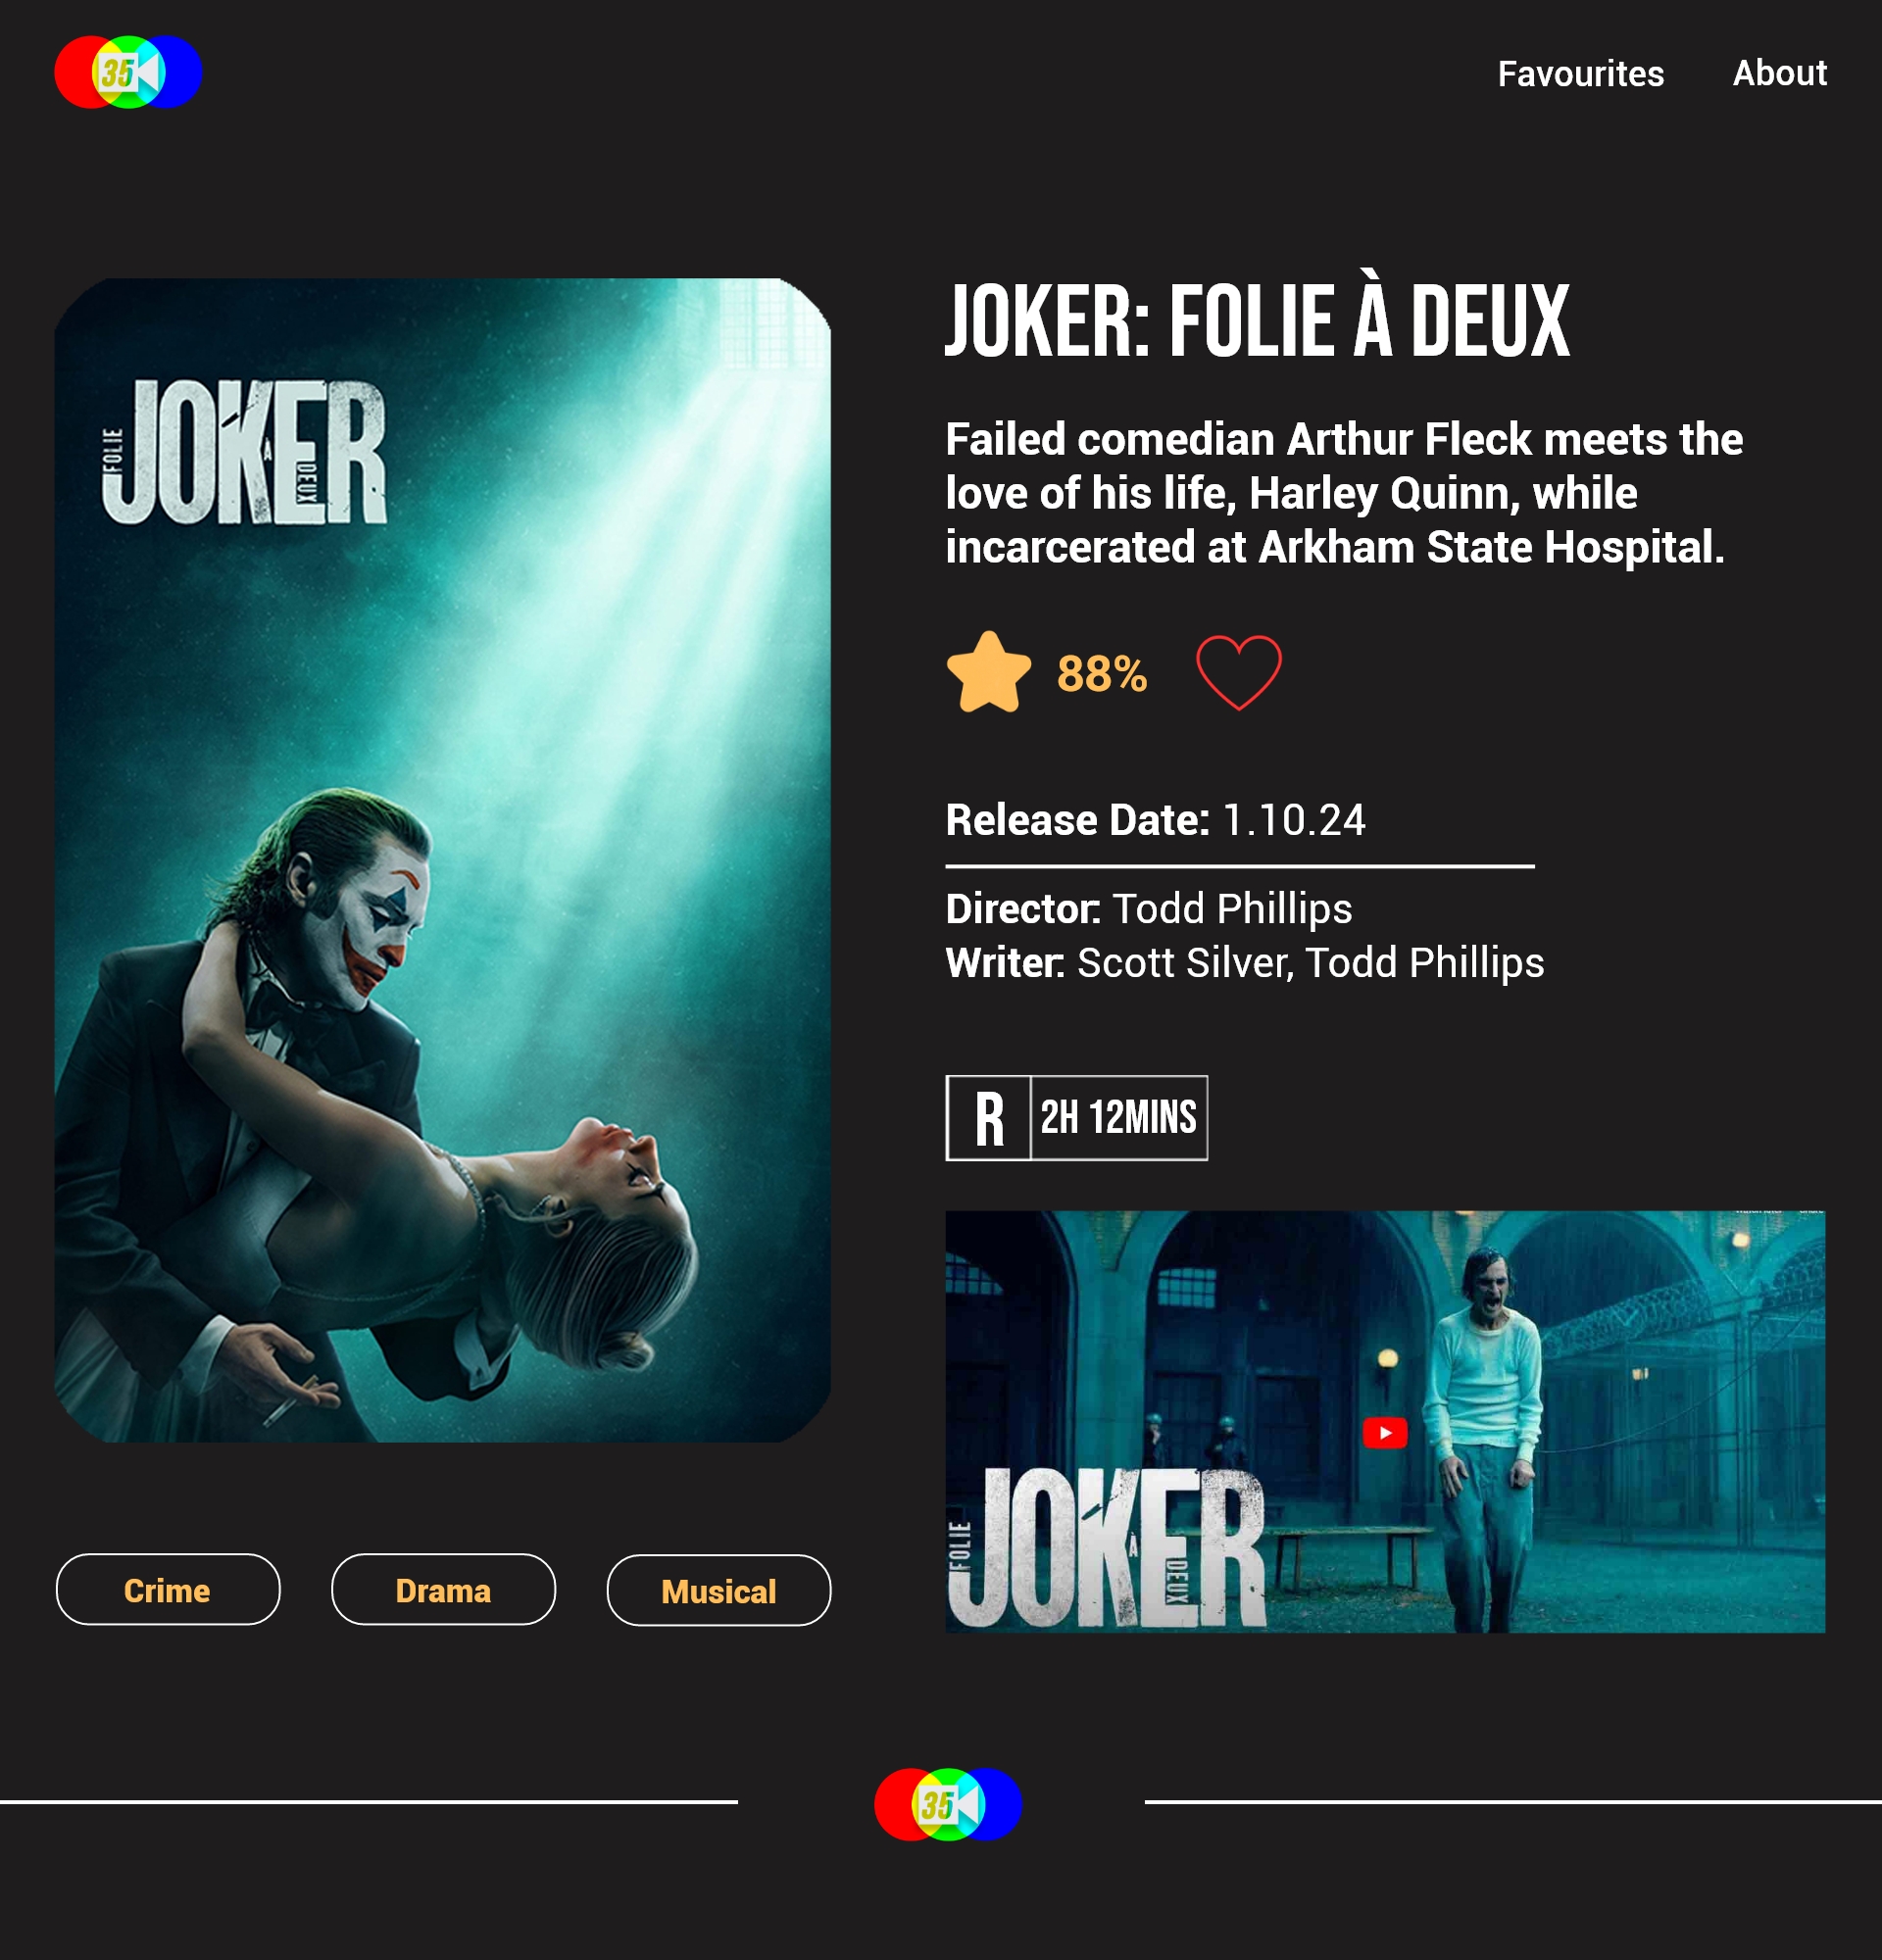 35
Favourites
About
FOLIE
JOKER
À
DEUX
JOKER: FOLIE À DEUX
Failed comedian Arthur Fleck meets the
love of his life, Harley Quinn, while
incarcerated at Arkham State Hospital.
88%
Release Date: 1.10.24
Director: Todd Phillips
Writer: Scott Silver, Todd Phillips
R
2H 12MINS
FOLIE
JOKER
À
DEUX
Crime
Drama
Musical
35